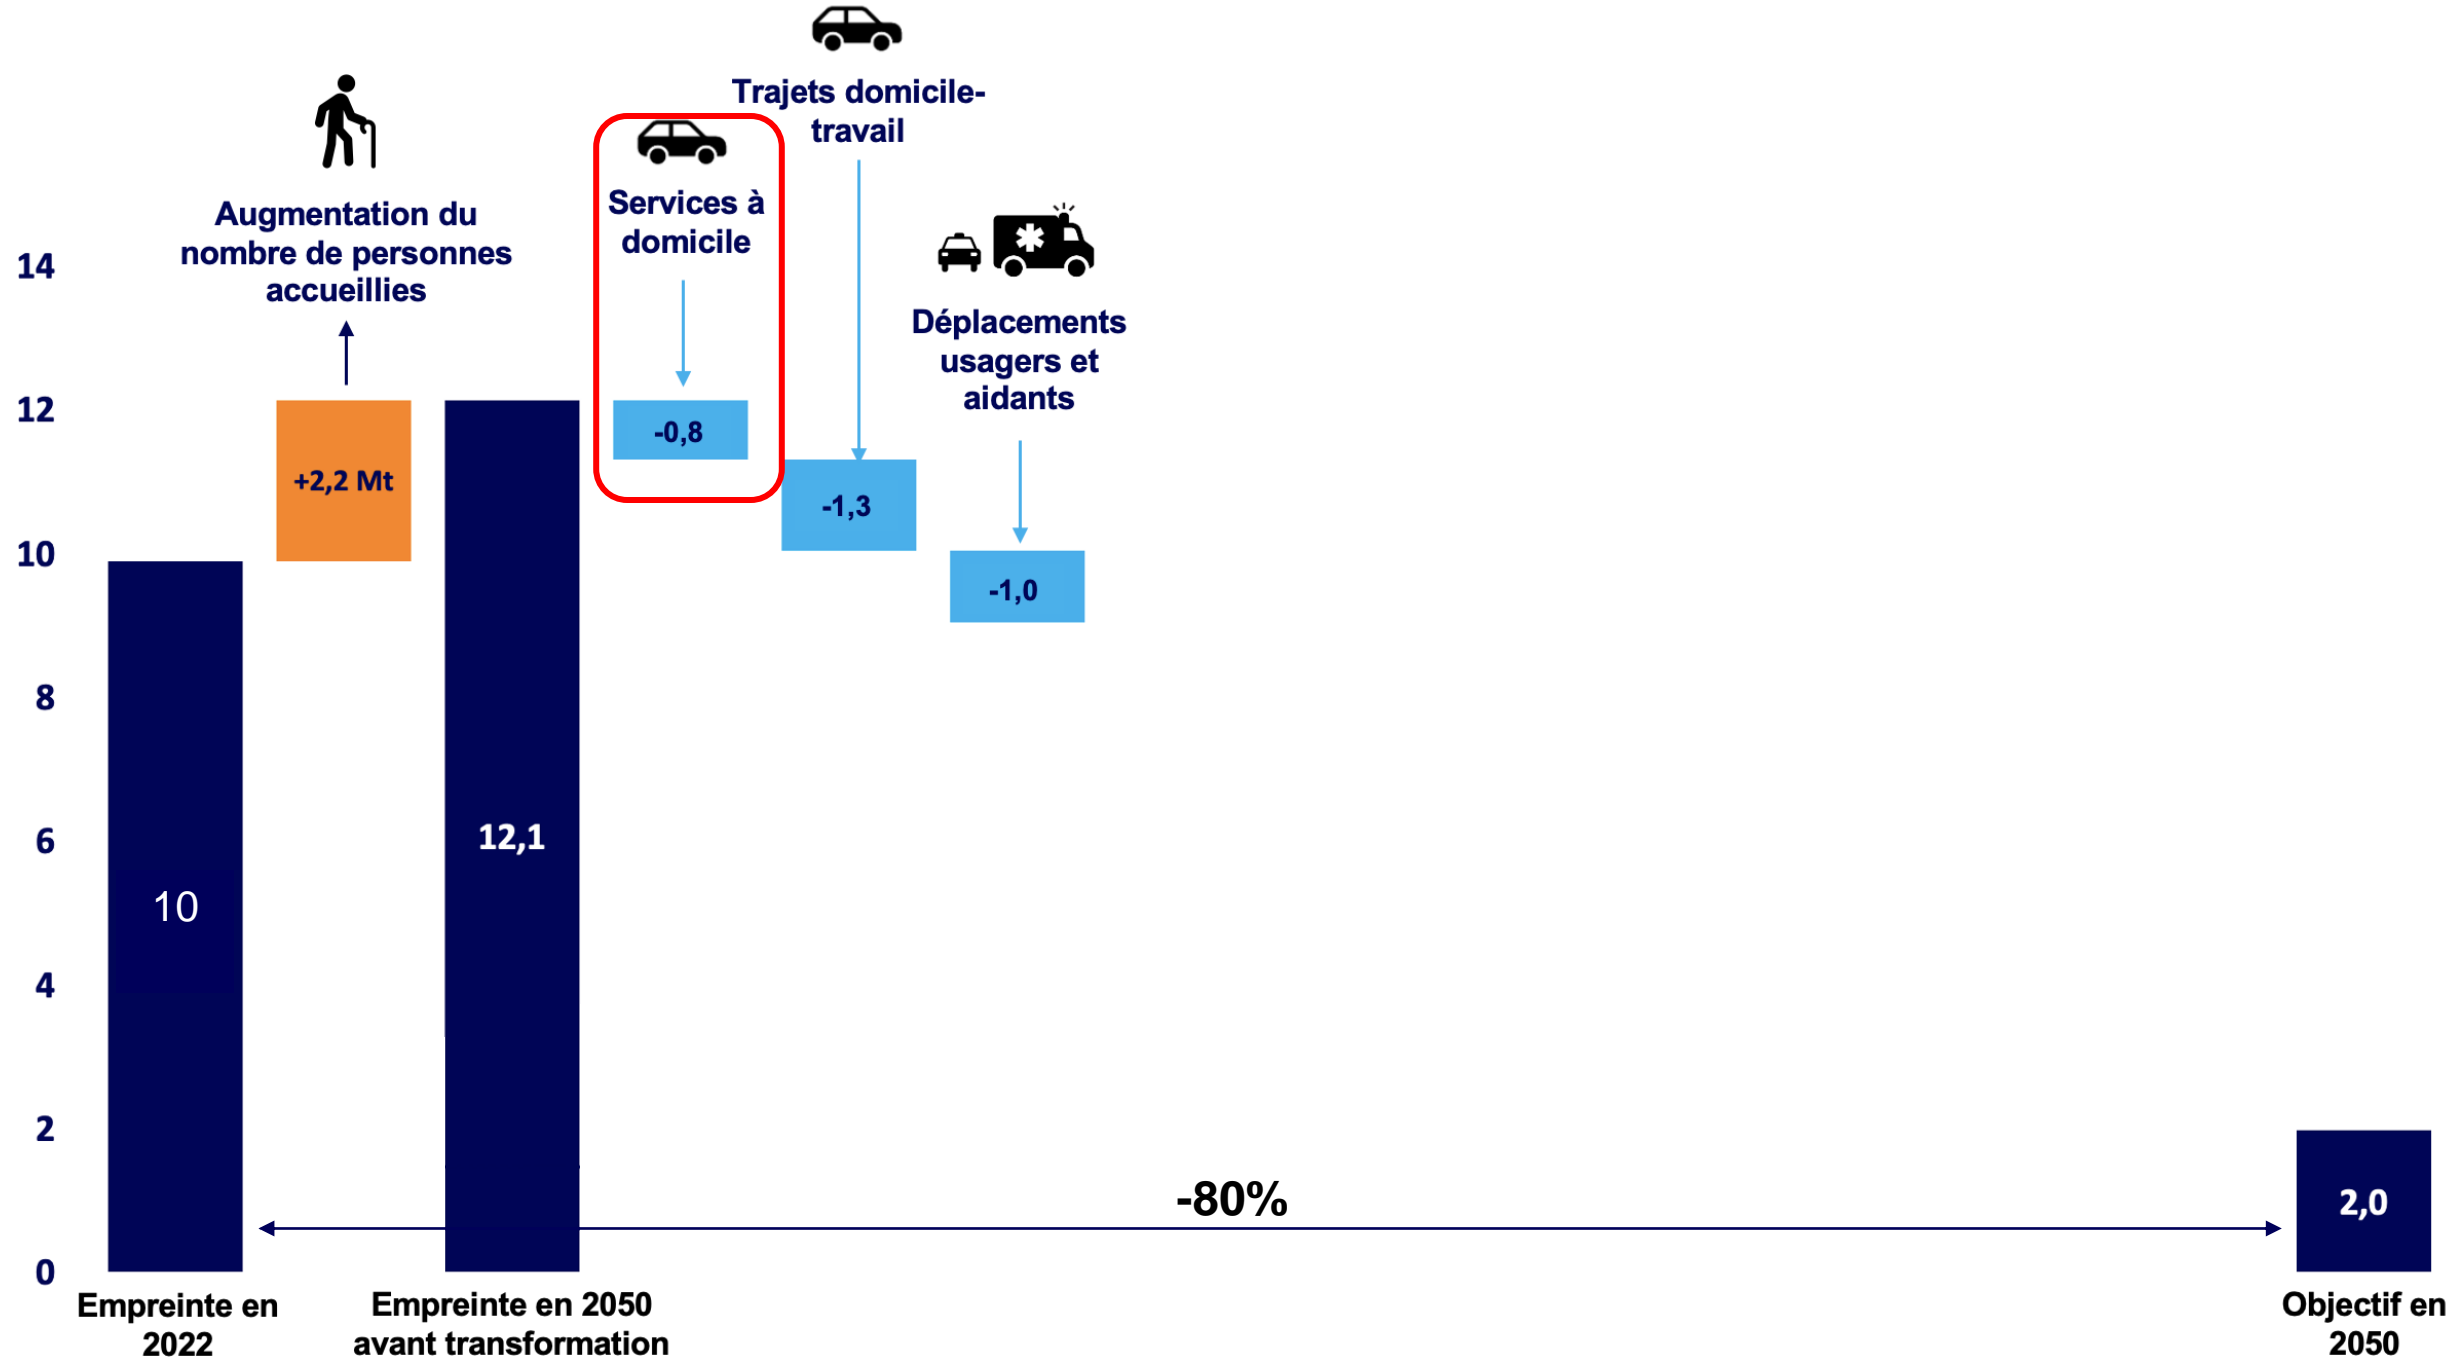 Trajets domicile-
travail
Services à
domicile
Augmentation du
nombre de personnes
accueillies
Déplacements
usagers et
aidants
14
12
10
8
6
4
2
0
+2,2 Mt
-0,8
-1,3
-1,0
10
12,1
-80%
2,0
Empreinte en
2022
Empreinte en 2050
avant transformation
Objectif en
2050